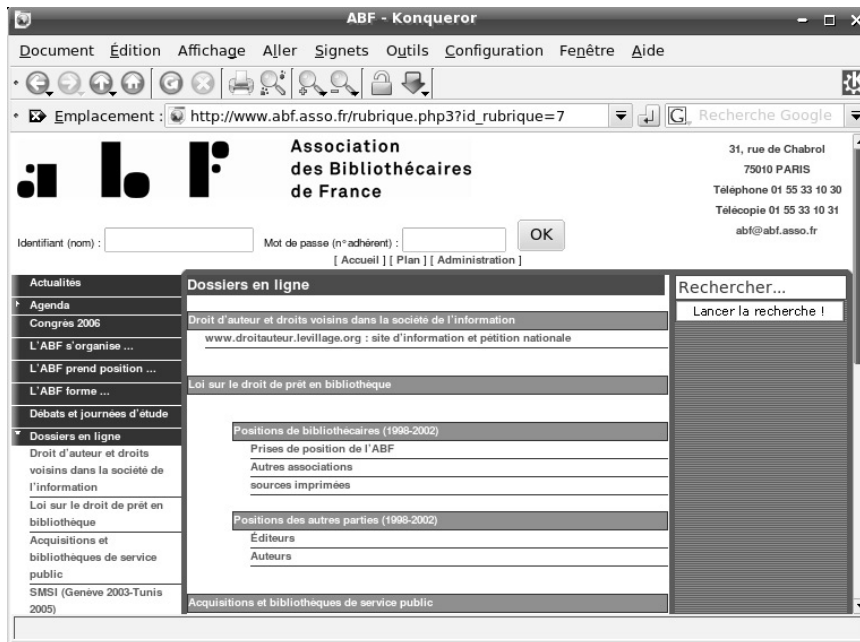 ABF - Konqueror
Document Édition Affichage Aller Signets Outils Configuration Fenêtre Aide
Emplacement : http://www.abf.asso.fr/rubrique.php3?id_rubrique=7 G Recherche Google
abf
Association
des Bibliothécaires
de France
31, rue de Chabrol
75010 PARIS
Téléphone 01 55 33 10 30
Télécopie 01 55 33 10 31
abf@abf.asso.fr
Identifiant (nom) : Mot de passe (n° adhérent) : OK
[ Accueil ] [ Plan ] [ Administration ]
Actualités
Agenda
Congrès 2006
L'ABF s'organise ...
L'ABF prend position ...
L'ABF forme ...
Débats et journées d'étude
Dossiers en ligne
Droit d'auteur et droits
voisins dans la société de
l'information
Loi sur le droit de prêt en
bibliothèque
Acquisitions et
bibliothèques de service
public
SMSI (Genève 2003-Tunis
2005)
Dossiers en ligne
Droit d'auteur et droits voisins dans la société de l'information
www.droitauteur.levillage.org : site d'information et pétition nationale
Loi sur le droit de prêt en bibliothèque
Positions de bibliothécaires (1998-2002)
Prises de position de l'ABF
Autres associations
sources imprimées
Positions des autres parties (1998-2002)
Éditeurs
Auteurs
Acquisitions et bibliothèques de service public
Rechercher...
Lancer la recherche !